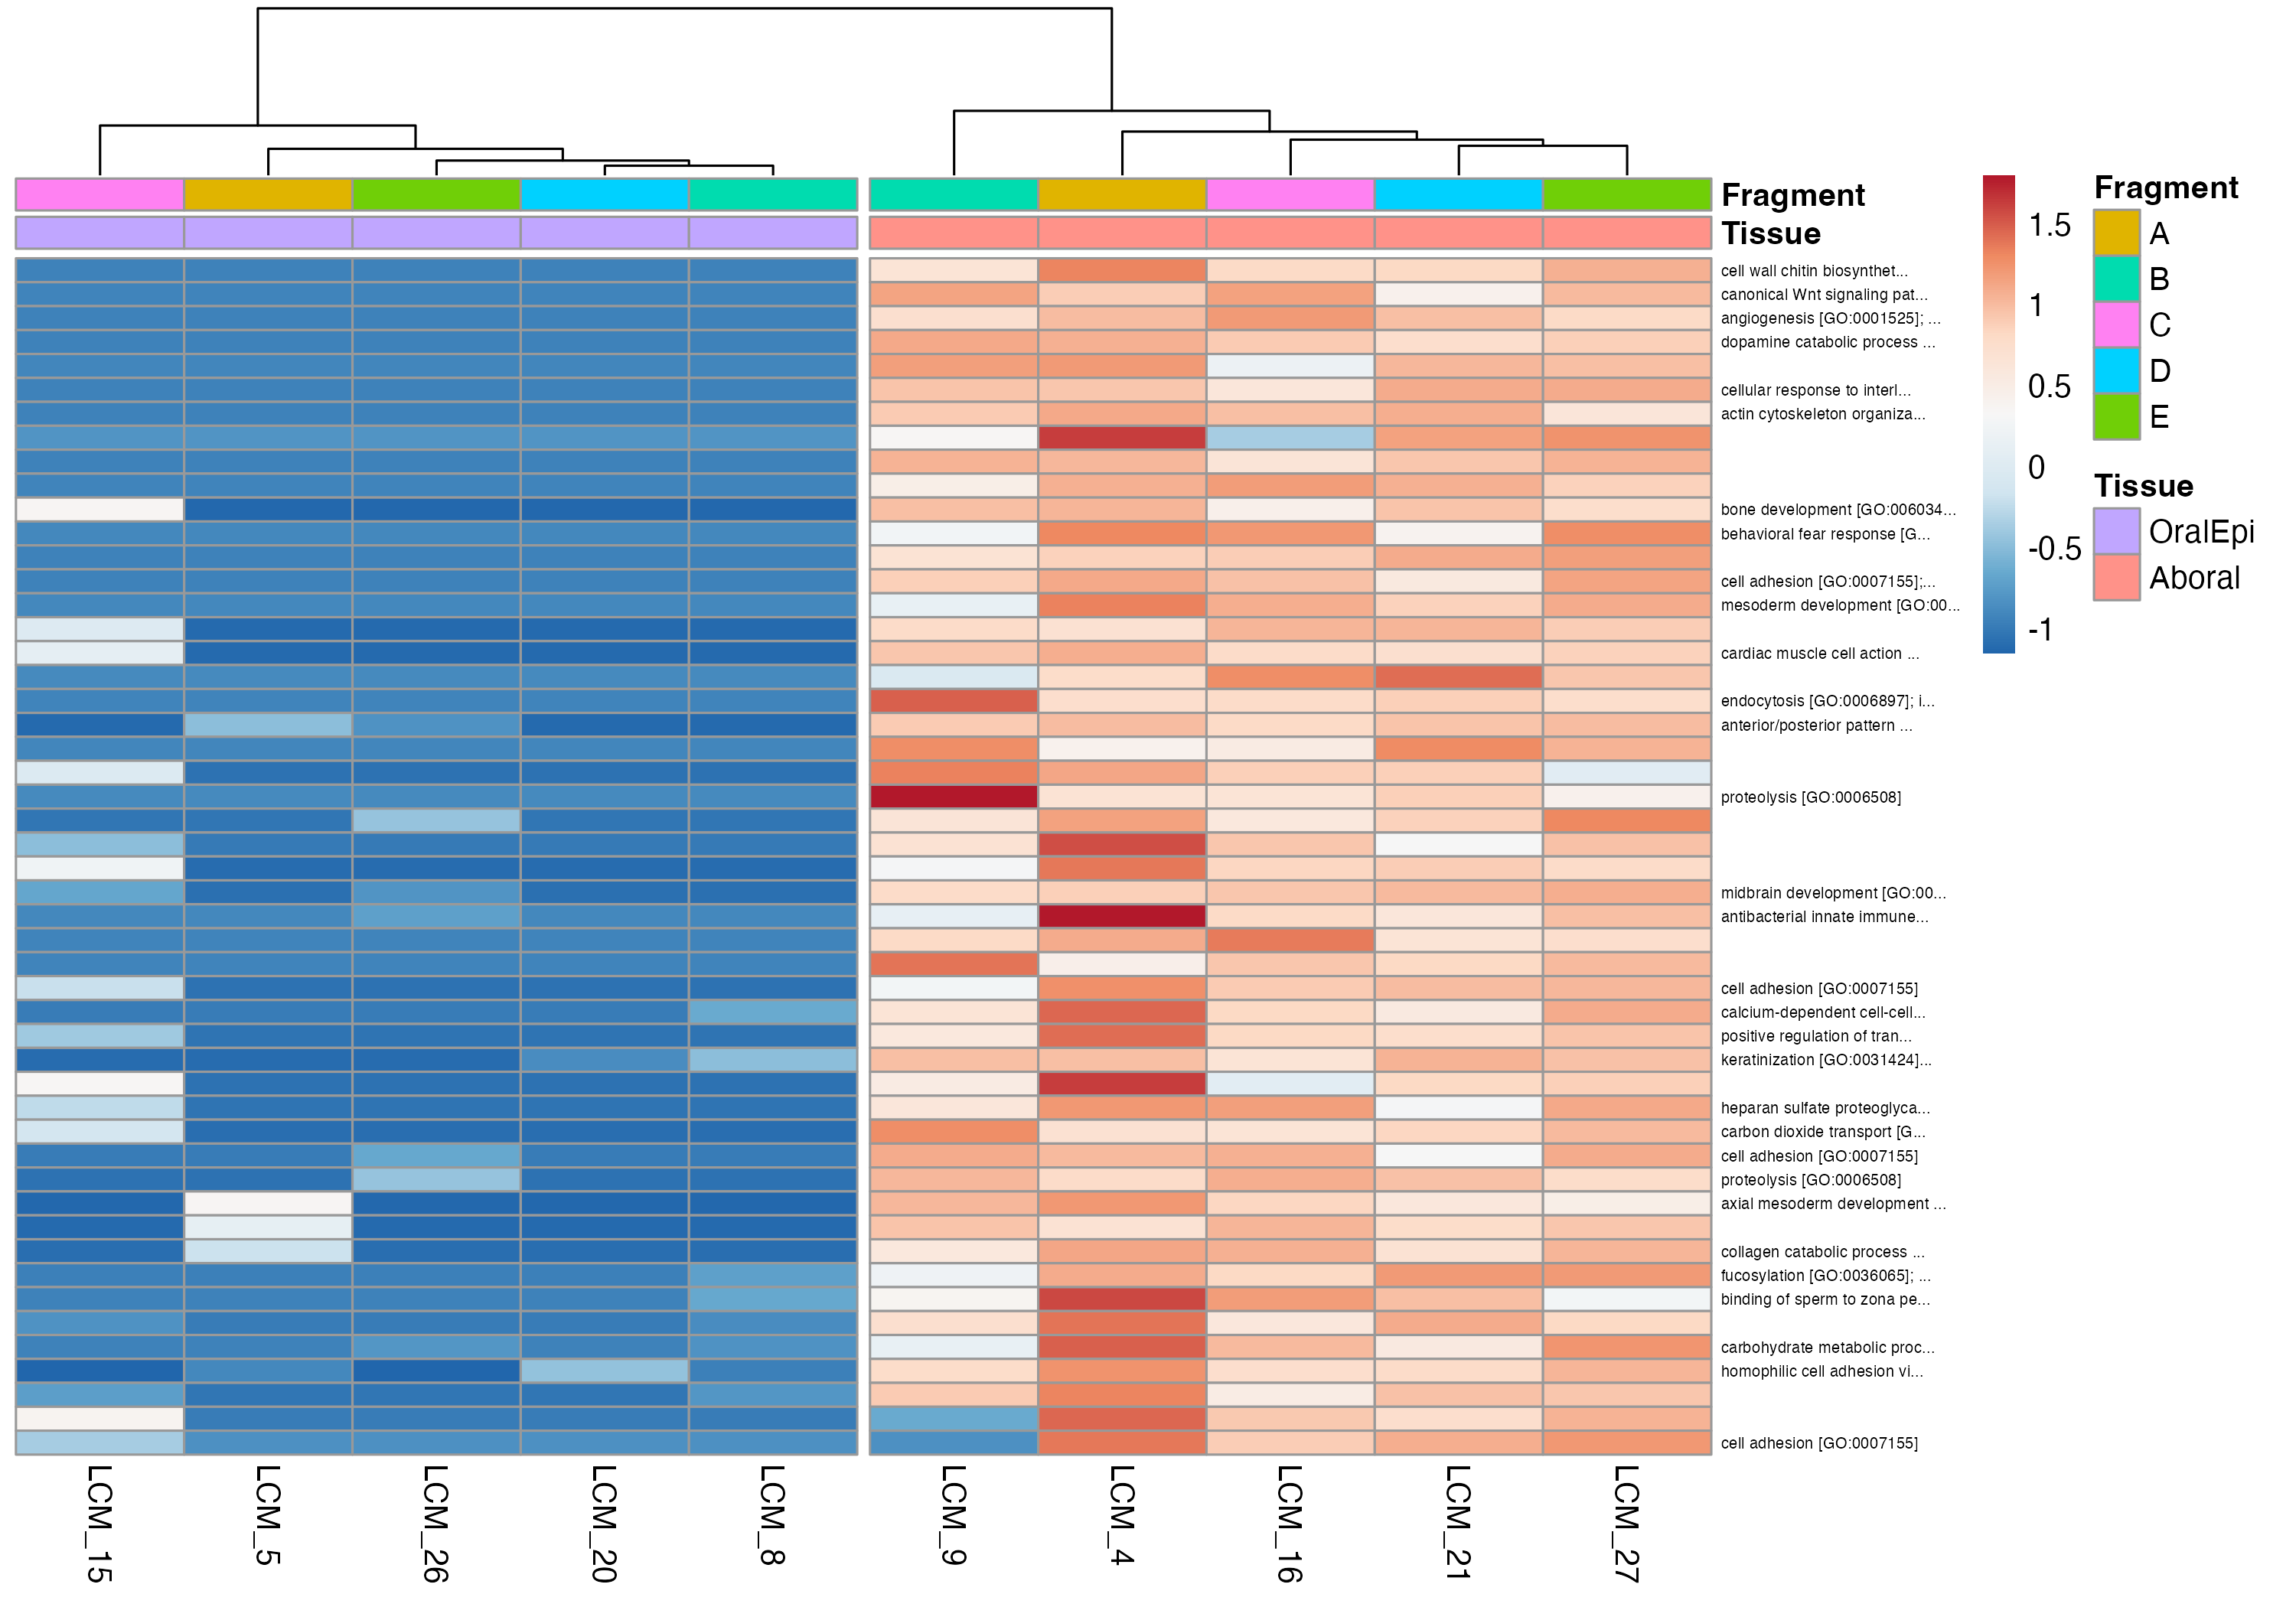 Fragment
Tissue
cell wall chitin biosynthet...
canonical Wnt signaling pat...
angiogenesis [GO:0001525]; ...
dopamine catabolic process ...
cellular response to interl...
actin cytoskeleton organiza...
bone development [GO:006034...
behavioral fear response [G...
cell adhesion [GO:0007155];...
mesoderm development [GO:00...
cardiac muscle cell action ...
endocytosis [GO:0006897]; i...
anterior/posterior pattern ...
proteolysis [GO:0006508]
midbrain development [GO:00...
antibacterial innate immune...
cell adhesion [GO:0007155]
calcium-dependent cell-cell...
positive regulation of tran...
keratinization [GO:0031424]...
heparan sulfate proteoglyca...
carbon dioxide transport [G...
cell adhesion [GO:0007155]
proteolysis [GO:0006508]
axial mesoderm development ...
collagen catabolic process ...
fucosylation [GO:0036065]; ...
binding of sperm to zona pe...
carbohydrate metabolic proc...
homophilic cell adhesion vi...
cell adhesion [GO:0007155]
LCM_15
LCM_5
LCM_26
LCM_20
LCM_8
LCM_9
LCM_4
LCM_16
LCM_21
LCM_27
1.5
1
0.5
0
-0.5
-1
Fragment
A
B
C
D
E
Tissue
OralEpi
Aboral